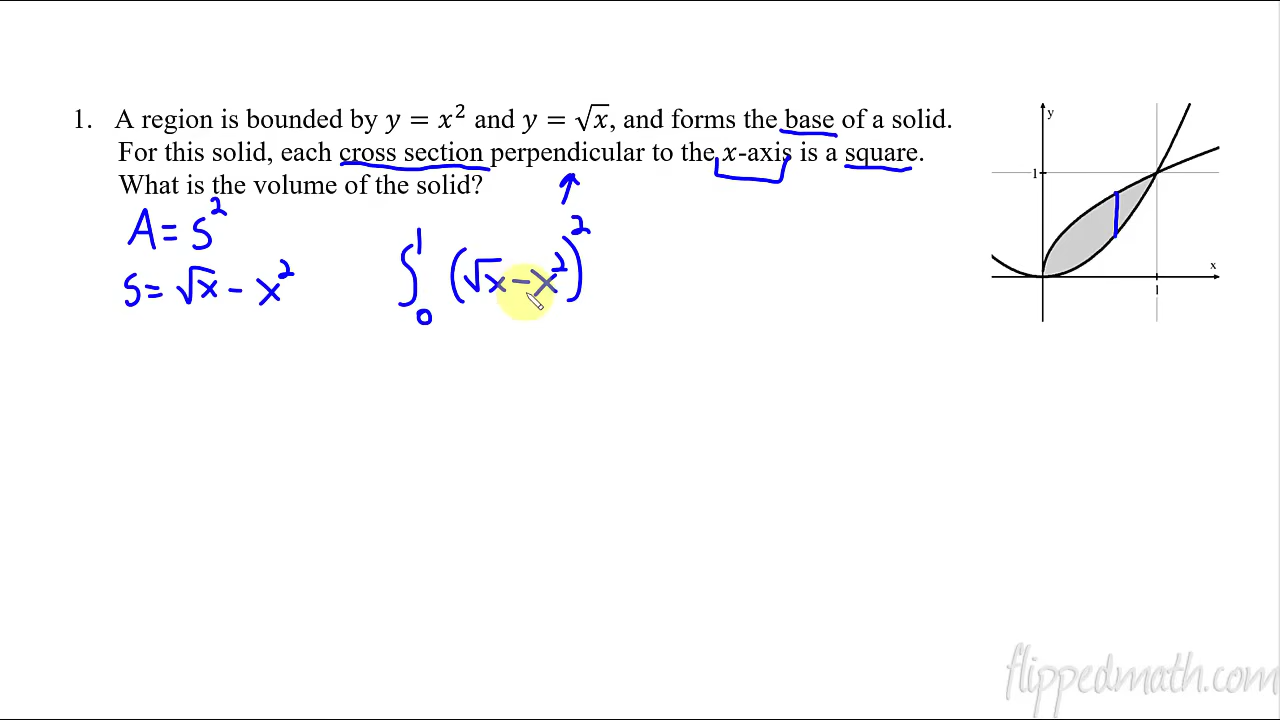 1. A region is bounded by y = x² and y = √x, and forms the base of a solid.
For this solid, each cross section perpendicular to the x-axis is a square.
What is the volume of the solid?
A = s²
s = √x - x²
∫₀¹ (√x - x²)²
y
1
x
1
flippedmath.com